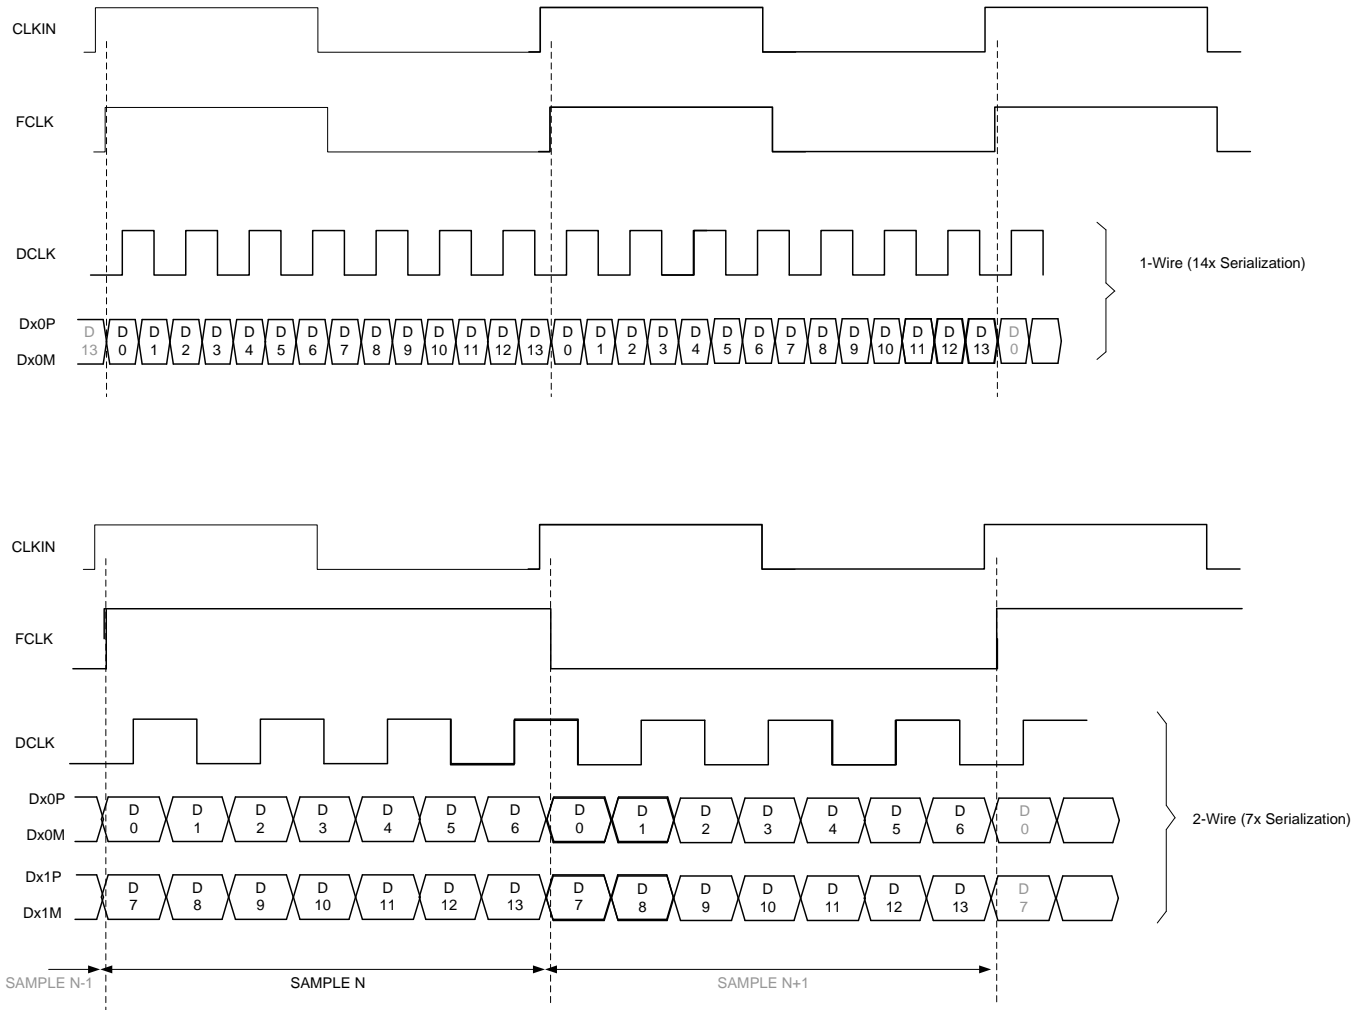 CLKIN
FCLK
DCLK
1-Wire (14x Serialization)
Dx0P
Dx0M
D 13 D 0 D 1 D 2 D 3 D 4 D 5 D 6 D 7 D 8 D 9 D 10 D 11 D 12 D 13 D 0 D 1 D 2 D 3 D 4 D 5 D 6 D 7 D 8 D 9 D 10 D 11 D 12 D 13 D 0
CLKIN
FCLK
DCLK
Dx0P
Dx0M
D 0 D 1 D 2 D 3 D 4 D 5 D 6 D 0 D 1 D 2 D 3 D 4 D 5 D 6 D 0
2-Wire (7x Serialization)
Dx1P
Dx1M
D 7 D 8 D 9 D 10 D 11 D 12 D 13 D 7 D 8 D 9 D 10 D 11 D 12 D 13 D 7
SAMPLE N-1
SAMPLE N
SAMPLE N+1